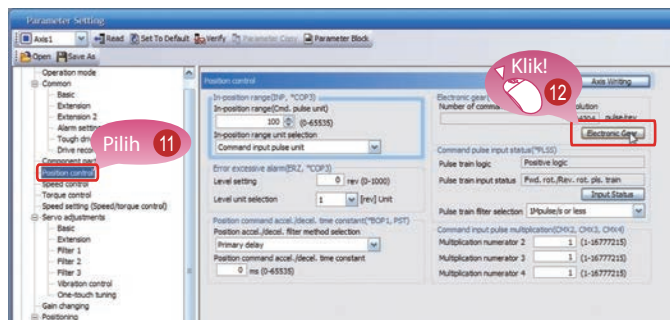 Parameter Setting
Axis1 Read Set To Default Verify Parameter Copy Parameter Block
Open Save As
Operation mode
Common
Basic
Extension
Extension 2
Alarm setting
Tough
Drive
Component
Position control
Speed control
Torque control
Speed setting (Speed/torque control)
Servo adjustments
Basic
Extension
Filter 1
Filter 2
Filter 3
Vibration control
One-touch tuning
Gain changing
Positioning
Pilih 11
Position control
Axis Writing
Klik!
12
In-position range(INP, *COP3)
In-position range(Cmd. pulse unit)
100 (0-65535)
In-position range unit selection
Command input pulse unit
Error excessive alarm(ERZ, *COP3)
Level setting 0 rev (0-1000)
Level unit selection 1 [rev] Unit
Position command accel./decel. time constant(*BOP1, PST)
Position accel./decel. filter method selection
Primary delay
Position command accel./decel. time constant
0 ms (0-65535)
Electronic gear
Number of
pulse/rev
Electronic Gear
Command pulse input status(*PLSS)
Pulse train logic Positive logic
Pulse train input status Fwd. rot./Rev. rot. pls. train
Input Status
Pulse train filter selection 1Mpulse/s or less
Command input pulse multiplication(CMX2, CMX3, CMX4)
Multiplication numerator 2 1 (1-16777215)
Multiplication numerator 3 1 (1-16777215)
Multiplication numerator 4 1 (1-16777215)